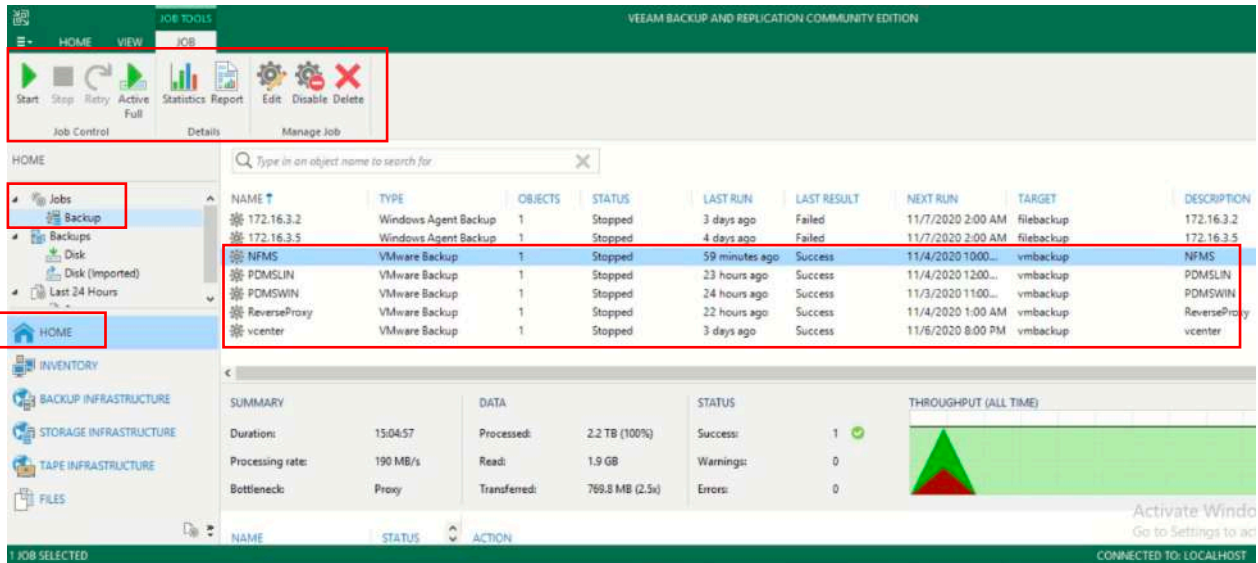 JOB TOOLS
VEEAM BACKUP AND REPLICATION COMMUNITY EDITION
HOME VIEW JOB
Start Stop Retry Active Full Statistics Report Edit Disable Delete
Job Control Details Manage Job
HOME
Type in an object name to search for
Jobs
Backup
Backups
Disk
Disk (Imported)
Last 24 Hours
NAME TYPE OBJECTS STATUS LAST RUN LAST RESULT NEXT RUN TARGET DESCRIPTION
172.16.3.2 Windows Agent Backup 1 Stopped 3 days ago Failed 11/7/2020 2:00 AM filebackup 172.16.3.2
172.16.3.5 Windows Agent Backup 1 Stopped 4 days ago Failed 11/7/2020 2:00 AM filebackup 172.16.3.5
NFMS VMware Backup 1 Stopped 59 minutes ago Success 11/4/2020 10:00... vmbackup NFMS
PDMSLIN VMware Backup 1 Stopped 23 hours ago Success 11/4/2020 12:00... vmbackup PDMSLIN
PDMSWIN VMware Backup 1 Stopped 24 hours ago Success 11/3/2020 11:00... vmbackup PDMSWIN
ReverseProxy VMware Backup 1 Stopped 22 hours ago Success 11/4/2020 1:00 AM vmbackup ReverseProxy
vcenter VMware Backup 1 Stopped 3 days ago Success 11/6/2020 8:00 PM vmbackup vcenter
HOME
INVENTORY
BACKUP INFRASTRUCTURE
STORAGE INFRASTRUCTURE
TAPE INFRASTRUCTURE
FILES
SUMMARY DATA STATUS THROUGHPUT (ALL TIME)
Duration: 15:04:57 Processed: 2.2 TB (100%) Success: 1
Processing rate: 190 MB/s Read: 1.9 GB Warnings: 0
Bottleneck: Proxy Transferred: 769.8 MB (2.5x) Errors: 0
Activate Windo
Go to Settings to ac
NAME STATUS ACTION
1 JOB SELECTED
CONNECTED TO: LOCALHOST